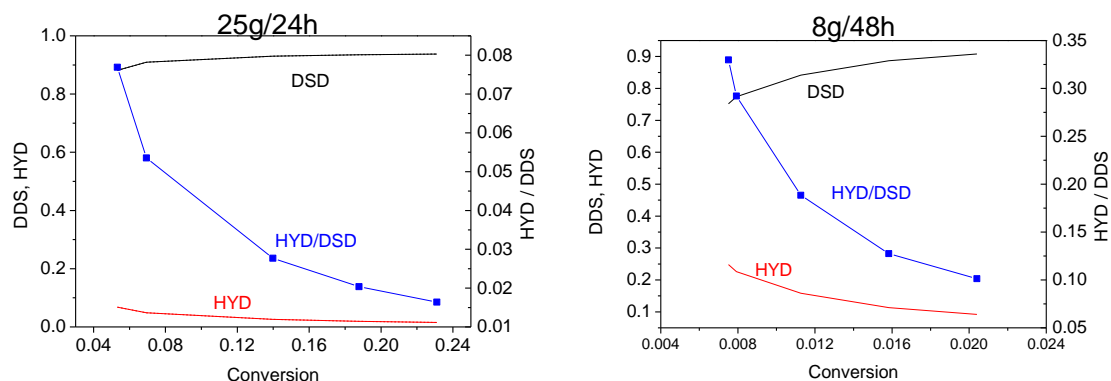 25g/24h
1.0
0.8
0.6
0.4
0.2
0.0
DDS, HYD
DSD
HYD/DSD
HYD
0.08
0.07
0.06
0.05
0.04
0.03
0.02
0.01
HYD / DDS
0.04 0.08 0.12 0.16 0.20 0.24
Conversion
8g/48h
0.9
0.8
0.7
0.6
0.5
0.4
0.3
0.2
0.1
DDS, HYD
DSD
HYD/DSD
HYD
0.35
0.30
0.25
0.20
0.15
0.10
0.05
HYD / DDS
0.004 0.008 0.012 0.016 0.020 0.024
Conversion